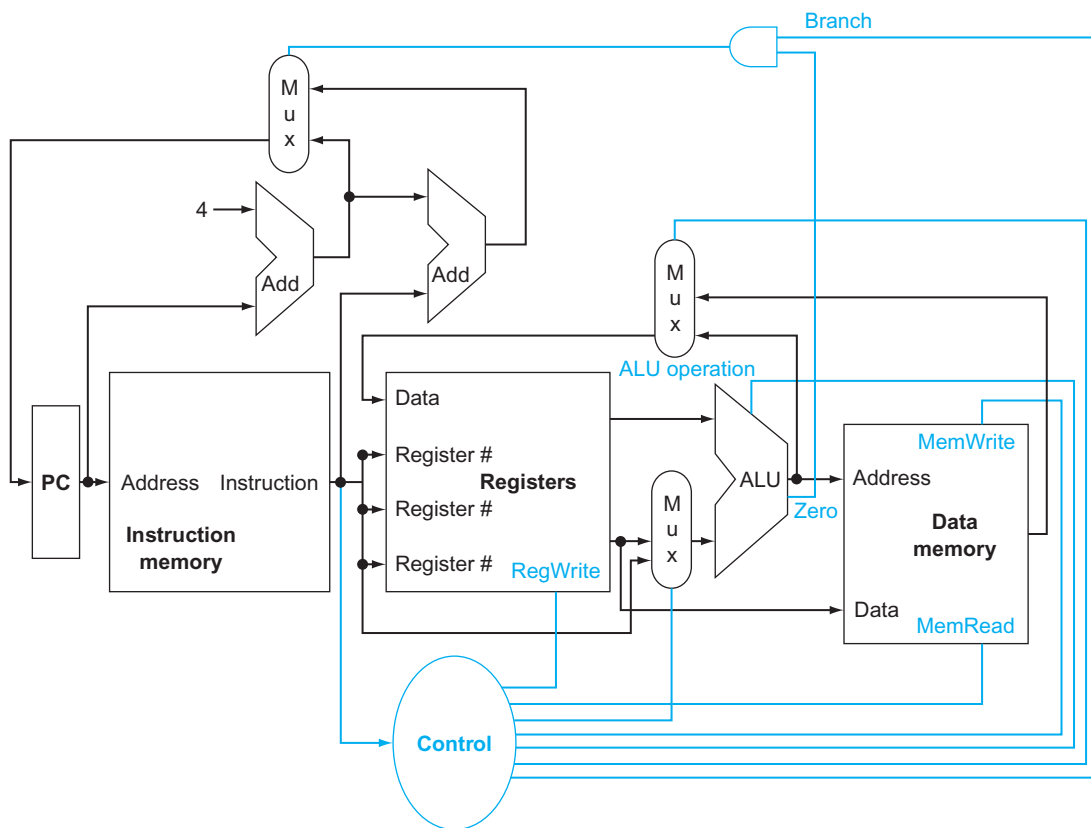 Branch
M
u
x
4
Add
Add
M
u
x
ALU operation
Data
Register #
Registers
Register #
Register #
RegWrite
PC
Address
Instruction
Instruction
memory
M
u
x
ALU
Zero
MemWrite
Address
Data
memory
Data
MemRead
Control